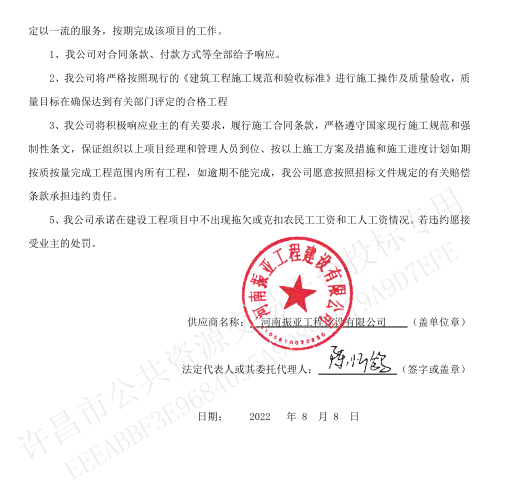 定以一流的服务，按期完成该项目的工作。
1、我公司对合同条款、付款方式等全部给予响应。
2、我公司将严格按照现行的《建筑工程施工规范和验收标准》进行施工操作及质量验收，质
量目标在确保达到有关部门评定的合格工程
3、我公司将积极响应业主的有关要求，履行施工合同条款，严格遵守国家现行施工规范和强
制性条文，保证组织以上项目经理和管理人员到位、按以上施工方案及措施和施工进度计划如期
按质按量完成工程范围内所有工程，如逾期不能完成，我公司愿意按照招标文件规定的有关赔偿
条款承担违约责任。
5、我公司承诺在建设工程项目中不出现拖欠或克扣农民工工资和工人工资情况。若违约愿接
受业主的处罚。
河南振亚工程建设有限公司
供应商名称：河南振亚工程建设有限公司（盖单位章）
法定代表人或其委托代理人：（签字或盖章）
日期： 2022 年 8 月 8 日
许昌市公共资源
投标专用